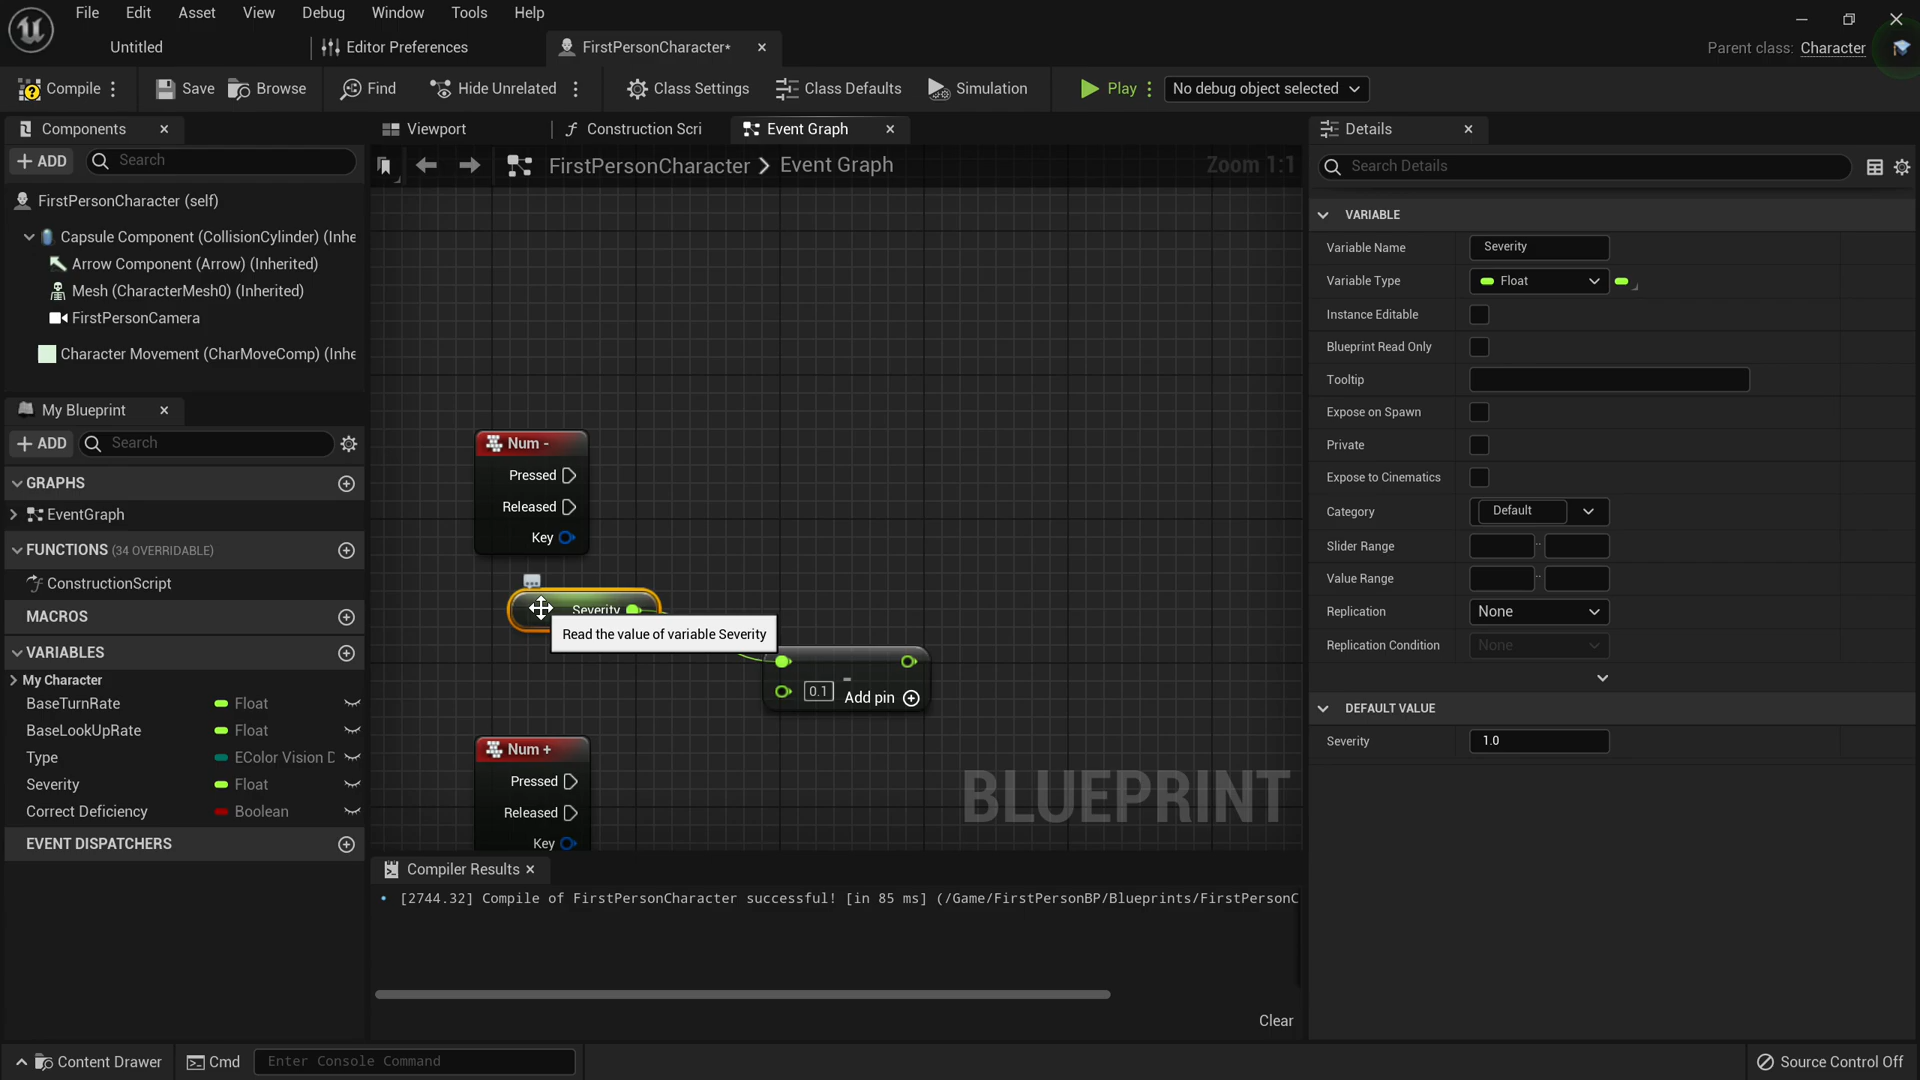 File Edit Asset View Debug Window Tools Help
Untitled Editor Preferences FirstPersonCharacter* Parent class: Character
Compile Save Browse Find Hide Unrelated Class Settings Class Defaults Simulation Play No debug object selected
Components
ADD Search
FirstPersonCharacter (self)
Capsule Component (CollisionCylinder) (Inhe
Arrow Component (Arrow) (Inherited)
Mesh (CharacterMesh0) (Inherited)
FirstPersonCamera
Character Movement (CharMoveComp) (Inhe
My Blueprint
ADD Search
GRAPHS
EventGraph
FUNCTIONS (34 OVERRIDABLE)
ConstructionScript
MACROS
VARIABLES
My Character
BaseTurnRate Float
BaseLookUpRate Float
Type EColor Vision D
Severity Float
Correct Deficiency Boolean
EVENT DISPATCHERS
Viewport Construction Scri Event Graph
FirstPersonCharacter > Event Graph Zoom 1:1
Num -
Pressed
Released
Key
Severity
Read the value of variable Severity
-
0.1 Add pin
Num +
Pressed
Released
Key
BLUEPRINT
Compiler Results
[2744.32] Compile of FirstPersonCharacter successful! [in 85 ms] (/Game/FirstPersonBP/Blueprints/FirstPersonC
Clear
Details
Search Details
VARIABLE
Variable Name Severity
Variable Type Float
Instance Editable
Blueprint Read Only
Tooltip
Expose on Spawn
Private
Expose to Cinematics
Category Default
Slider Range
Value Range
Replication None
Replication Condition None
DEFAULT VALUE
Severity 1.0
Content Drawer Cmd Enter Console Command Source Control Off